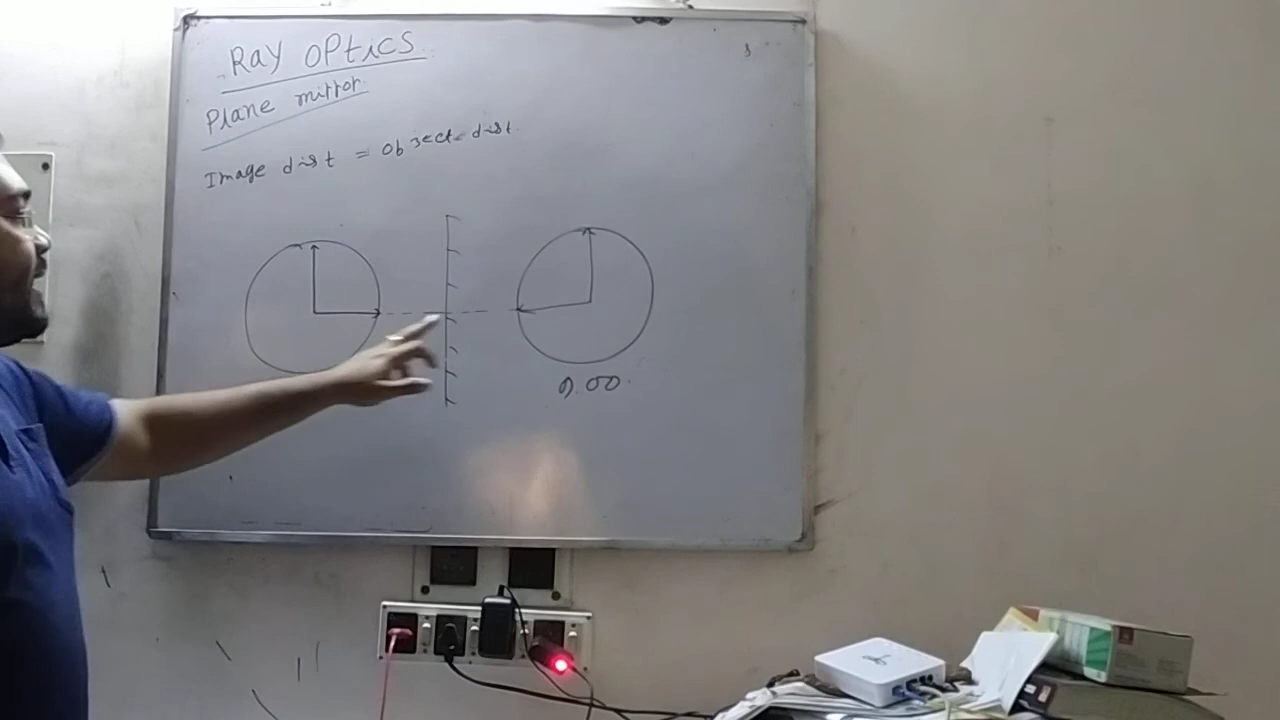 Ray optics
Plane mirror
Image dist = object dist.
9.00